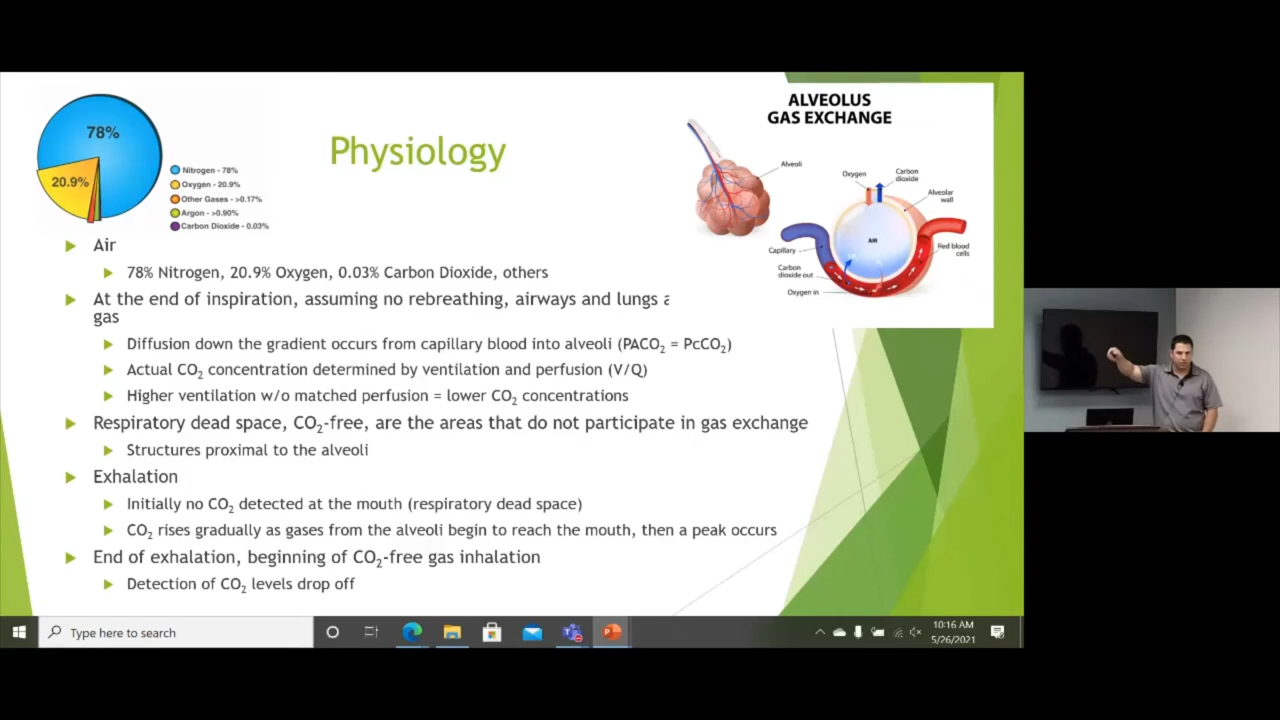 78%
20.9%
Nitrogen - 78%
Oxygen - 20.9%
Other Gases - >0.17%
Argon - >0.90%
Carbon Dioxide - 0.03%
Physiology
ALVEOLUS
GAS EXCHANGE
Alveoli
Oxygen
Carbon
dioxide
Alveolar
wall
AIR
Capillary
Red blood
cells
Carbon
dioxide out
Oxygen in
Air
78% Nitrogen, 20.9% Oxygen, 0.03% Carbon Dioxide, others
At the end of inspiration, assuming no rebreathing, airways and lungs
gas
Diffusion down the gradient occurs from capillary blood into alveoli (PACO₂ = PcCO₂)
Actual CO₂ concentration determined by ventilation and perfusion (V/Q)
Higher ventilation w/o matched perfusion = lower CO₂ concentrations
Respiratory dead space, CO₂-free, are the areas that do not participate in gas exchange
Structures proximal to the alveoli
Exhalation
Initially no CO₂ detected at the mouth (respiratory dead space)
CO₂ rises gradually as gases from the alveoli begin to reach the mouth, then a peak occurs
End of exhalation, beginning of CO₂-free gas inhalation
Detection of CO₂ levels drop off
Type here to search
10:16 AM
5/26/2021